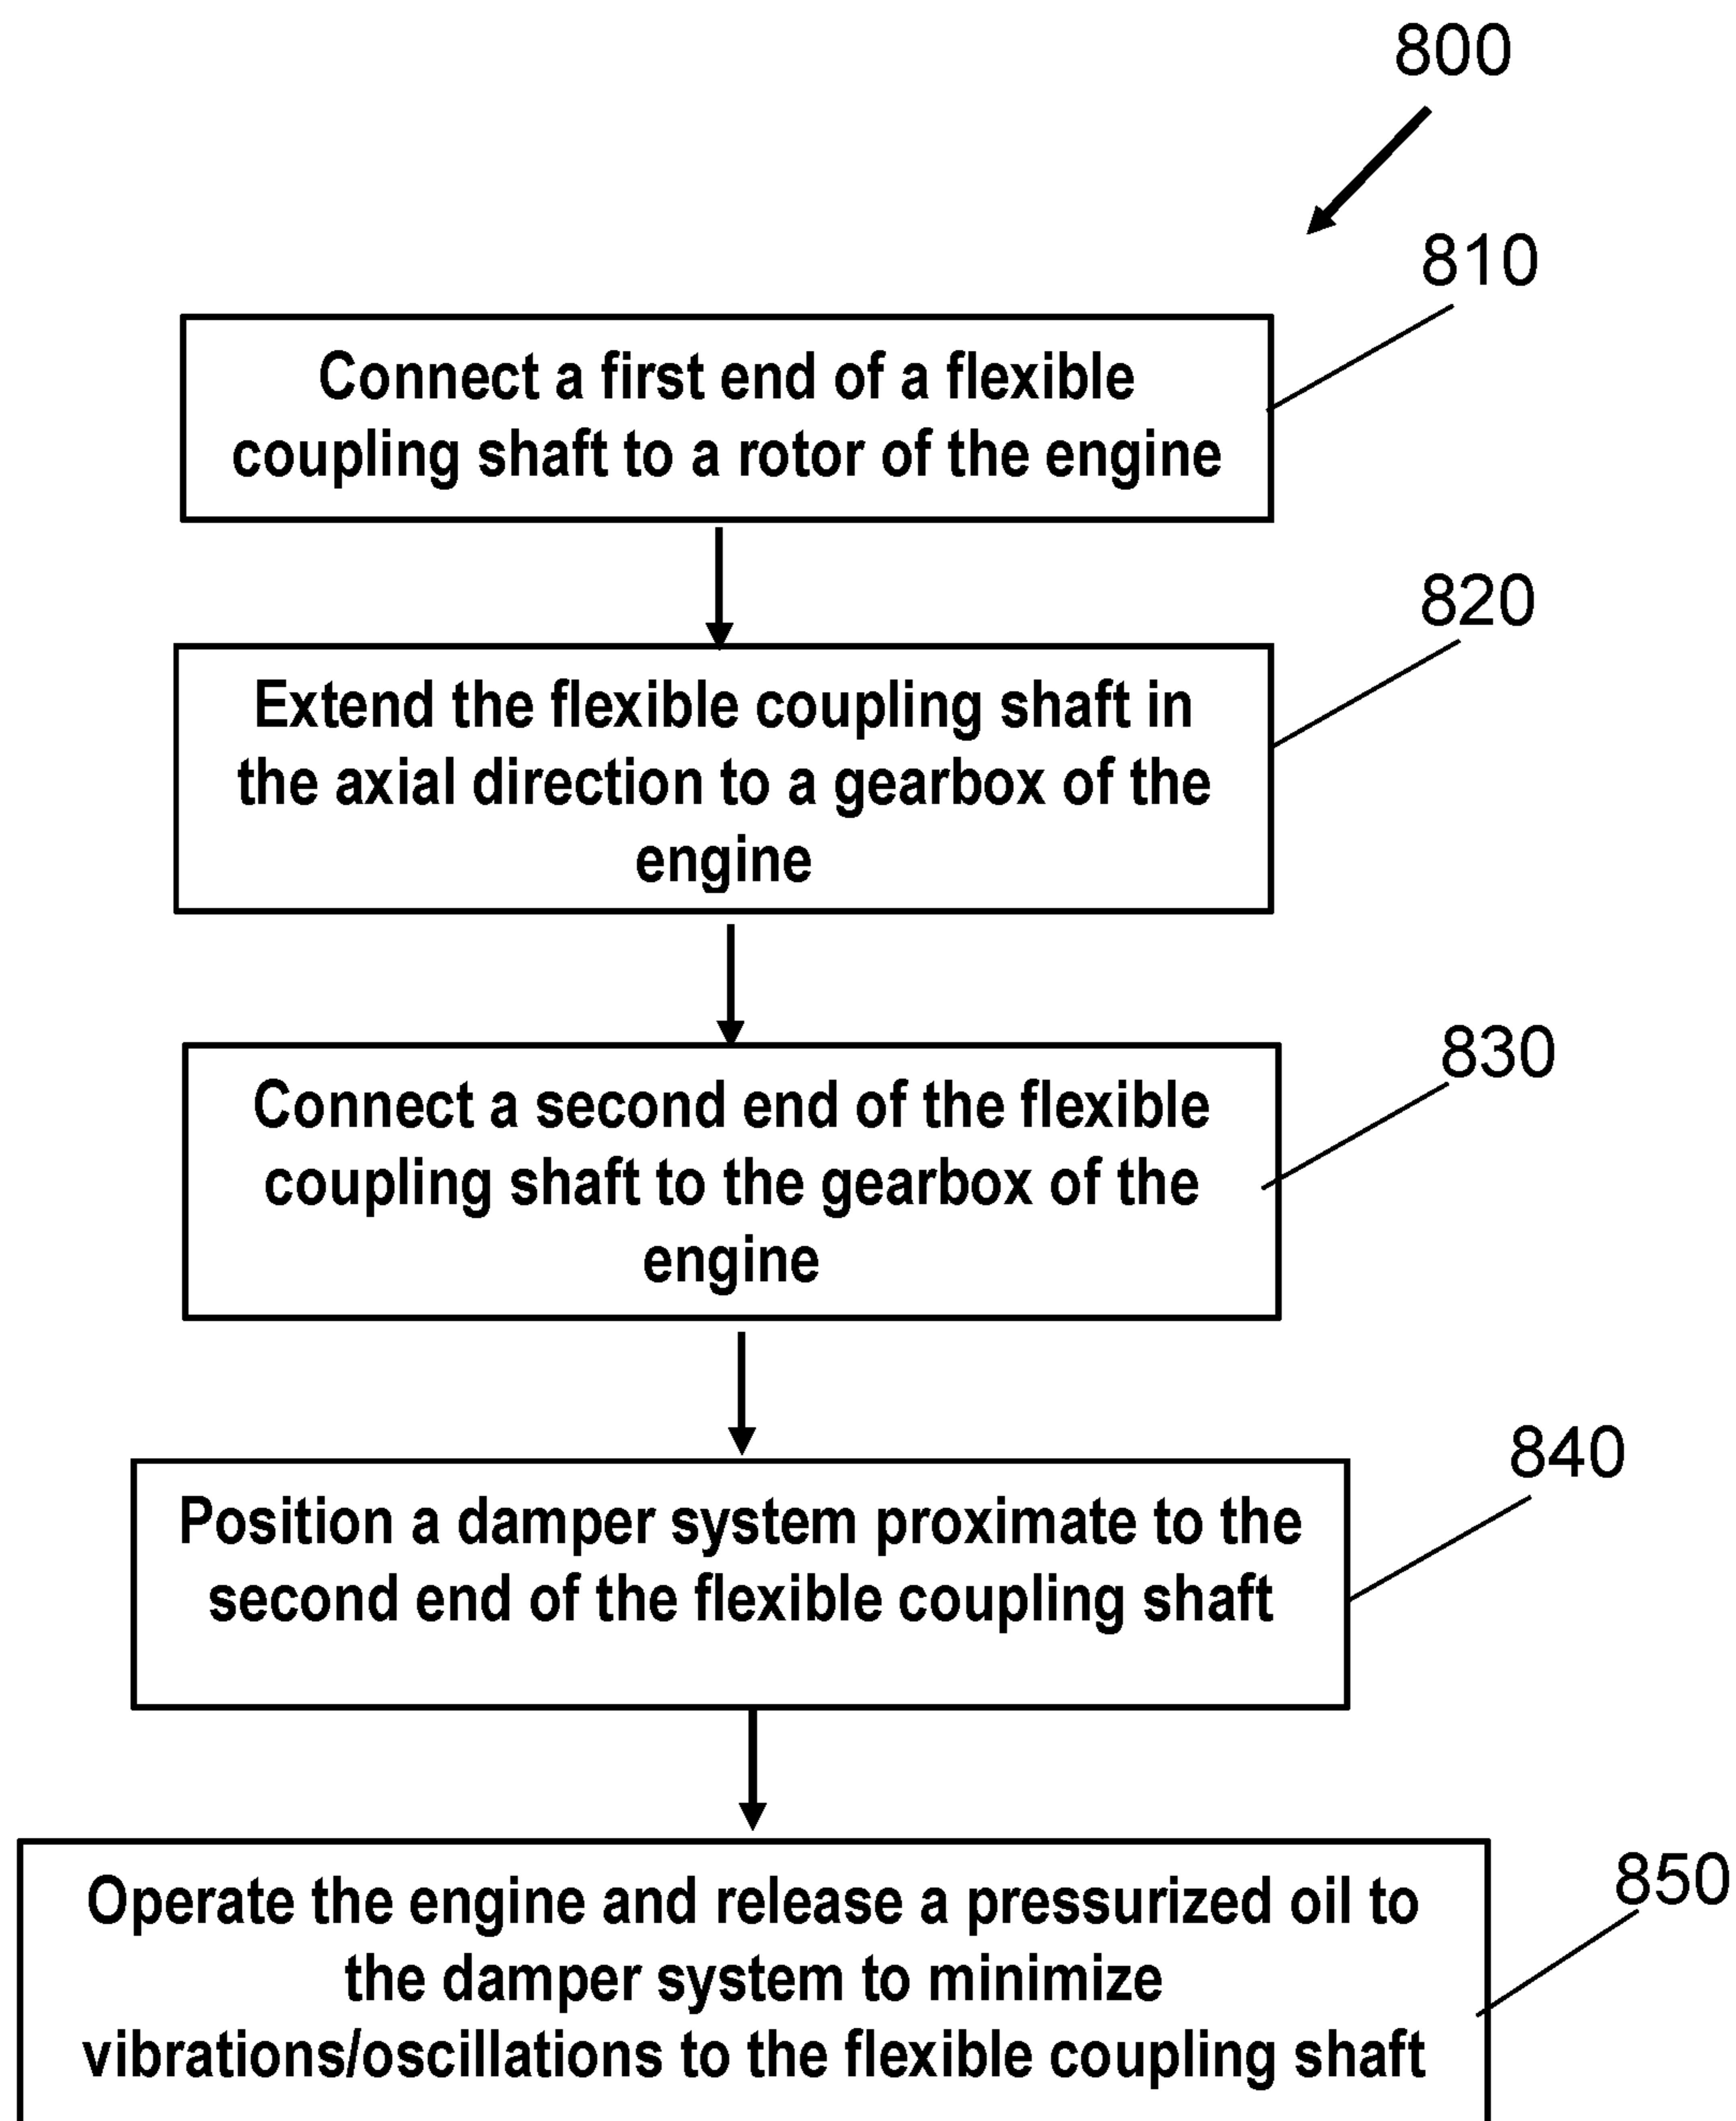 800
810
Connect a first end of a flexible
coupling shaft to a rotor of the engine
820
Extend the flexible coupling shaft in
the axial direction to a gearbox of the
engine
830
Connect a second end of the flexible
coupling shaft to the gearbox of the
engine
840
Position a damper system proximate to the
second end of the flexible coupling shaft
850
Operate the engine and release a pressurized oil to
the damper system to minimize
vibrations/oscillations to the flexible coupling shaft